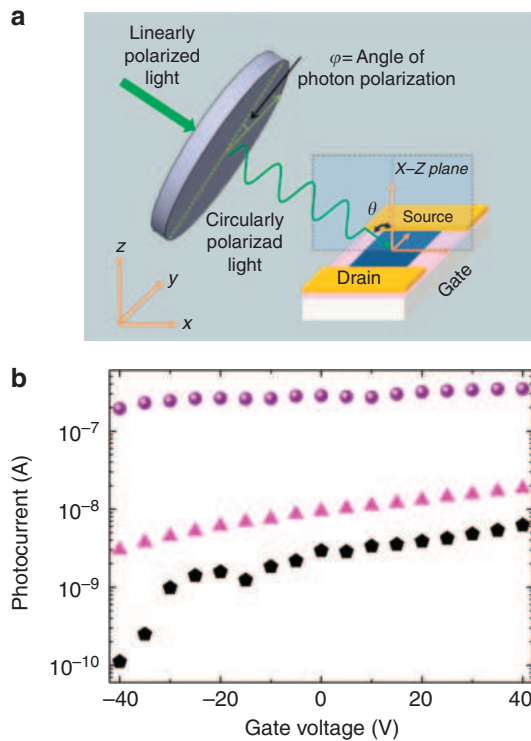 a
Linearly
polarized
light
φ= Angle of
photon polarization
X–Z plane
θ
Source
Circularly
polarizad
light
Drain
Gate
z
y
x
b
Photocurrent (A)
10⁻⁷
10⁻⁸
10⁻⁹
10⁻¹⁰
–40 –20 0 20 40
Gate voltage (V)